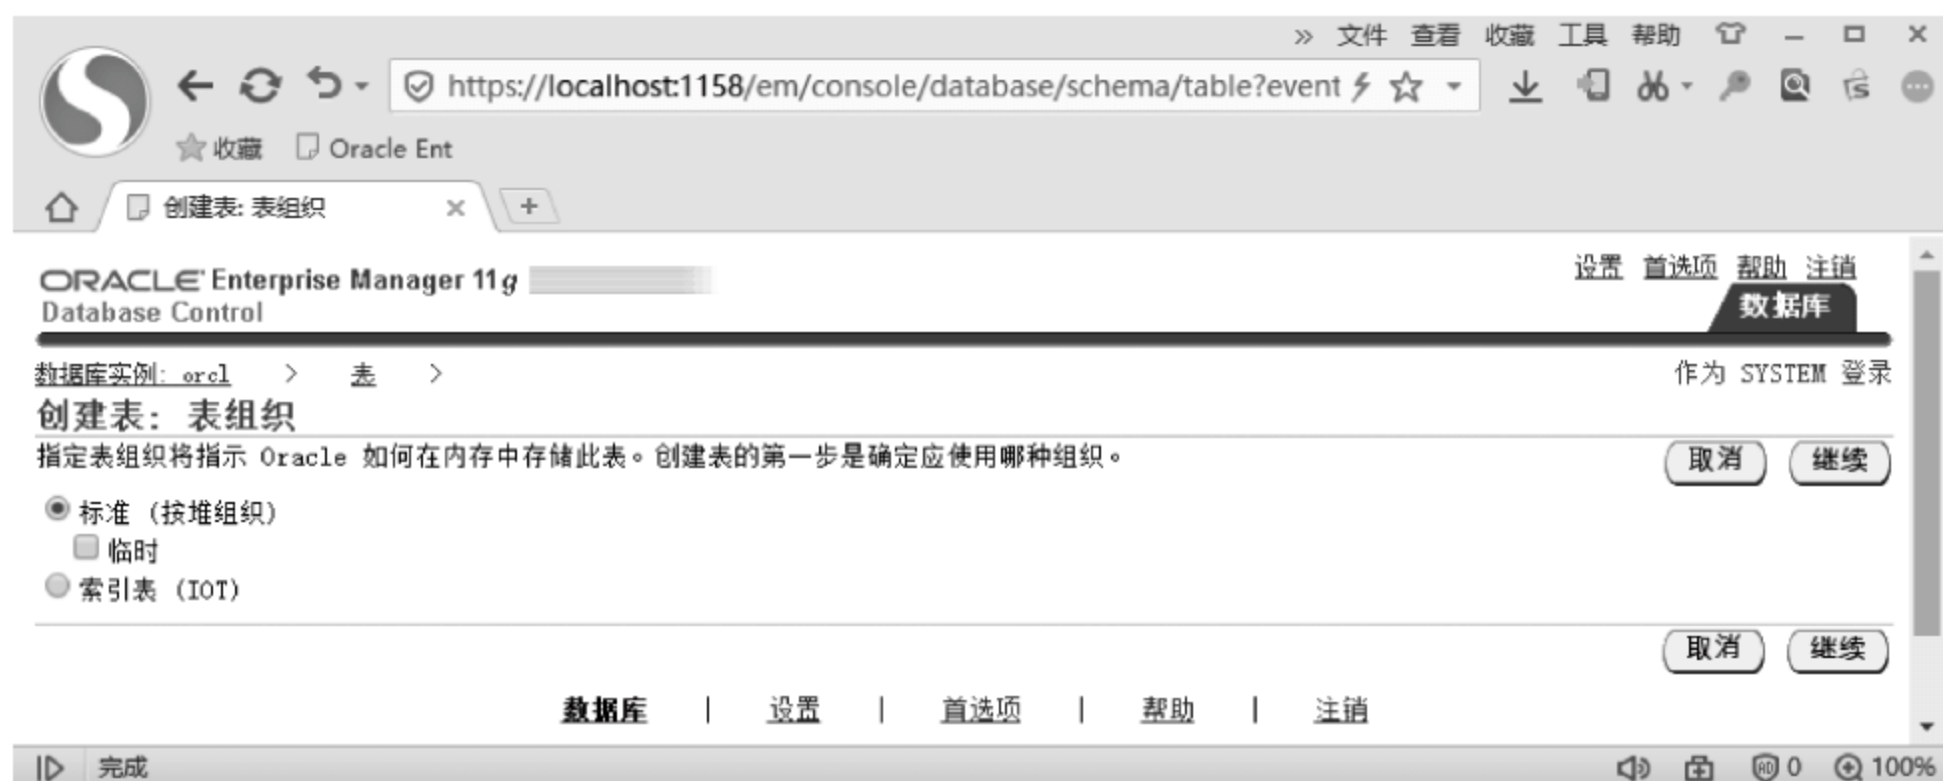 » 文件 查看 收藏 工具 帮助
https://localhost:1158/em/console/database/schema/table?event
收藏 Oracle Ent
创建表: 表组织
设置 首选项 帮助 注销
ORACLE Enterprise Manager 11g
Database Control
数据库
数据库实例: orcl > 表 >
作为 SYSTEM 登录
创建表: 表组织
指定表组织将指示 Oracle 如何在内存中存储此表。创建表的第一步是确定应使用哪种组织。
取消 继续
标准 (按堆组织)
临时
索引表 (IOT)
取消 继续
数据库 | 设置 | 首选项 | 帮助 | 注销
完成
0 100%